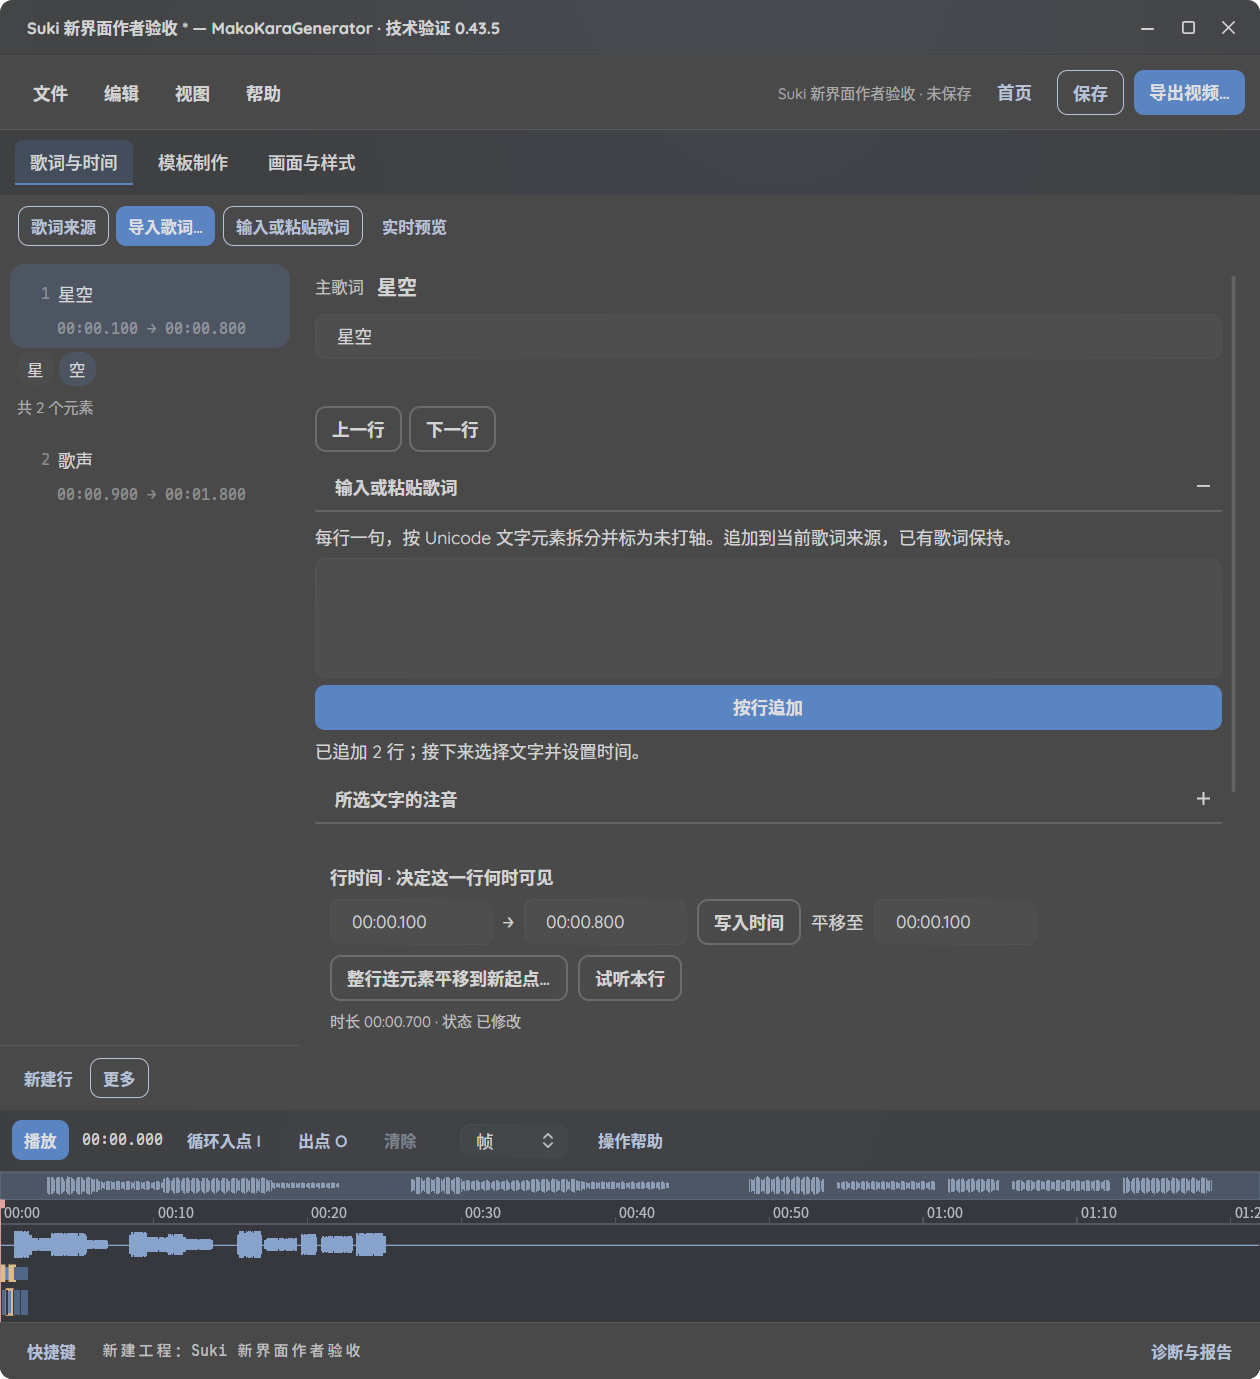 Suki 新界面作者验收 * — MakoKaraGenerator · 技术验证 0.43.5
文件 编辑 视图 帮助 Suki 新界面作者验收 · 未保存 首页 保存 导出视频…
歌词与时间 模板制作 画面与样式
歌词来源 导入歌词… 输入或粘贴歌词 实时预览
1 星空
00:00.100 → 00:00.800
星 空
共 2 个元素
2 歌声
00:00.900 → 00:01.800
主歌词 星空
星空
上一行 下一行
输入或粘贴歌词
每行一句，按 Unicode 文字元素拆分并标为未打轴。追加到当前歌词来源，已有歌词保持。
按行追加
已追加 2 行；接下来选择文字并设置时间。
所选文字的注音
行时间 · 决定这一行何时可见
00:00.100 → 00:00.800 写入时间 平移至 00:00.100
整行连元素平移到新起点… 试听本行
时长 00:00.700 · 状态 已修改
新建行 更多
播放 00:00.000 循环入点 I 出点 O 清除 帧 操作帮助
00:00 00:10 00:20 00:30 00:40 00:50 01:00 01:10 01:2
快捷键 新建工程：Suki 新界面作者验收 诊断与报告